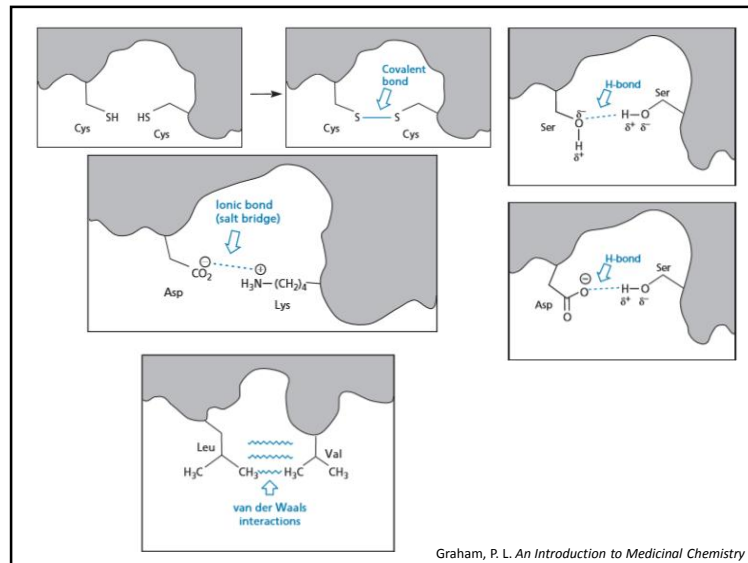 SH
HS
Cys
Cys
Covalent
bond
S
S
Cys
Cys
H-bond
Ser
δ−
O
H–O
Ser
δ+ δ−
H
δ+
Ionic bond
(salt bridge)
⊖
CO2
⊕
H3N–(CH2)4
Asp
Lys
H-bond
Ser
⊖
O
H–O
δ+ δ−
Asp
O
Leu
Val
H3C
CH3
H3C
CH3
van der Waals
interactions
Graham, P. L. An Introduction to Medicinal Chemistry